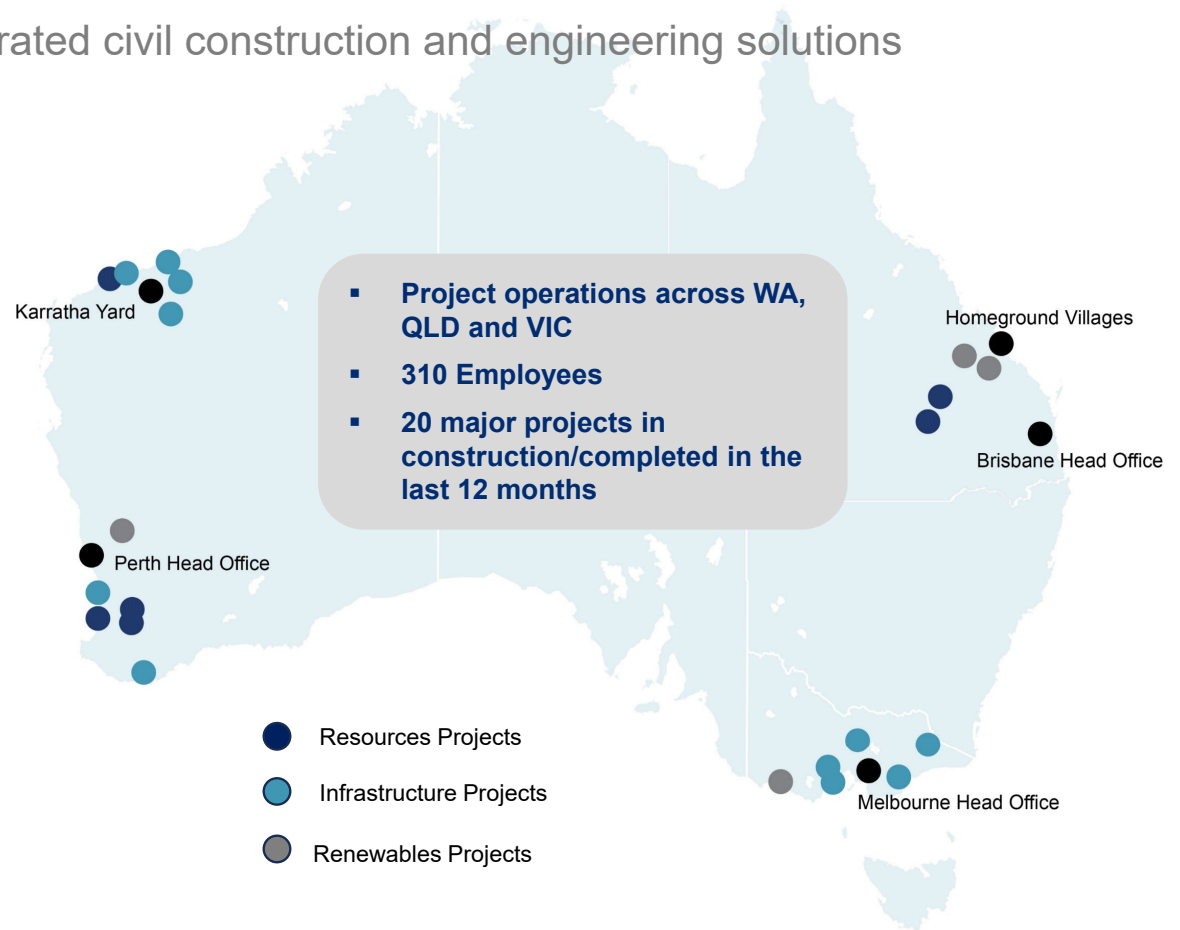 rated civil construction and engineering solutions
▪ Project operations across WA,
QLD and VIC
▪ 310 Employees
▪ 20 major projects in
construction/completed in the
last 12 months
Karratha Yard
Homeground Villages
Brisbane Head Office
Perth Head Office
Resources Projects
Infrastructure Projects
Renewables Projects
Melbourne Head Office